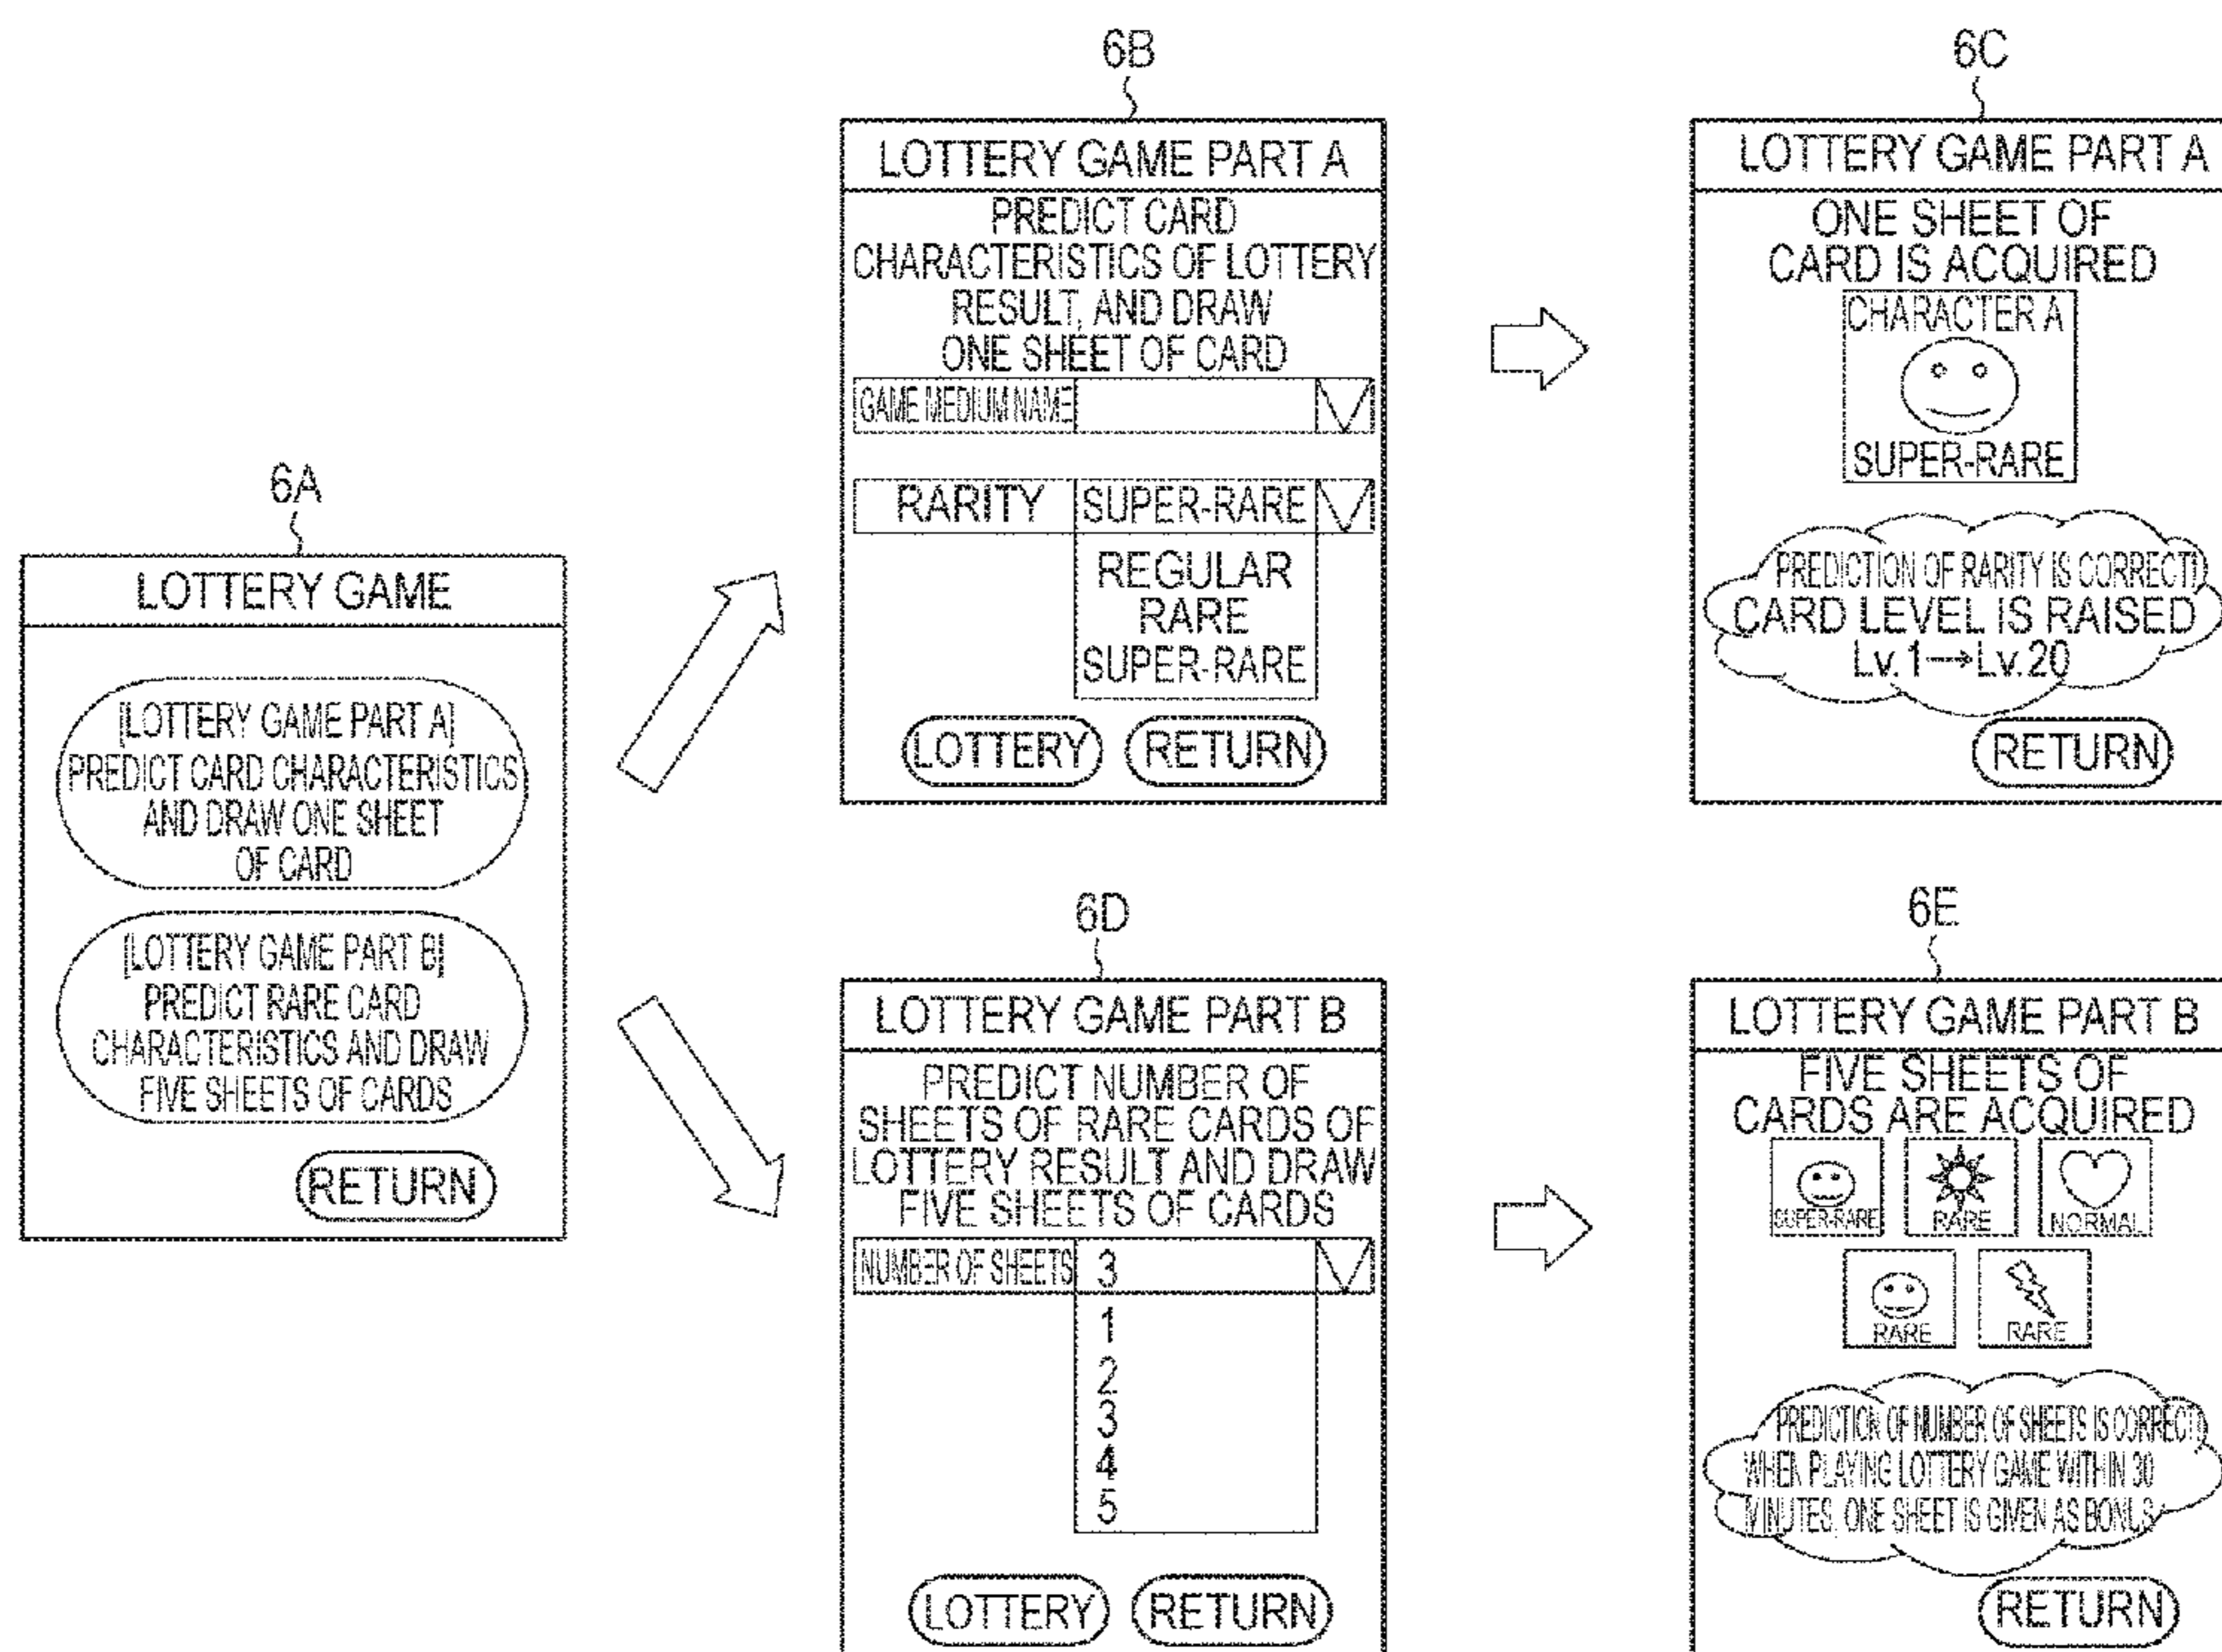 6A
LOTTERY GAME
[LOTTERY GAME PART A]
PREDICT CARD CHARACTERISTICS
AND DRAW ONE SHEET
OF CARD
[LOTTERY GAME PART B]
PREDICT RARE CARD
CHARACTERISTICS AND DRAW
FIVE SHEETS OF CARDS
RETURN
6B
LOTTERY GAME PART A
PREDICT CARD
CHARACTERISTICS OF LOTTERY
RESULT, AND DRAW
ONE SHEET OF CARD
GAME MEDIUM NAME
RARITY SUPER-RARE
REGULAR
RARE
SUPER-RARE
LOTTERY RETURN
6C
LOTTERY GAME PART A
ONE SHEET OF
CARD IS ACQUIRED
CHARACTER A
SUPER-RARE
PREDICTION OF RARITY IS CORRECT!
CARD LEVEL IS RAISED
Lv.1→Lv.20
RETURN
6D
LOTTERY GAME PART B
PREDICT NUMBER OF
SHEETS OF RARE CARDS OF
LOTTERY RESULT AND DRAW
FIVE SHEETS OF CARDS
NUMBER OF SHEETS 3
1
2
3
4
5
LOTTERY RETURN
6E
LOTTERY GAME PART B
FIVE SHEETS OF
CARDS ARE ACQUIRED
SUPER-RARE RARE NORMAL
RARE RARE
PREDICTION OF NUMBER OF SHEETS IS CORRECT!
WHEN PLAYING LOTTERY GAME WITHIN 30
MINUTES, ONE SHEET IS GIVEN AS BONUS
RETURN